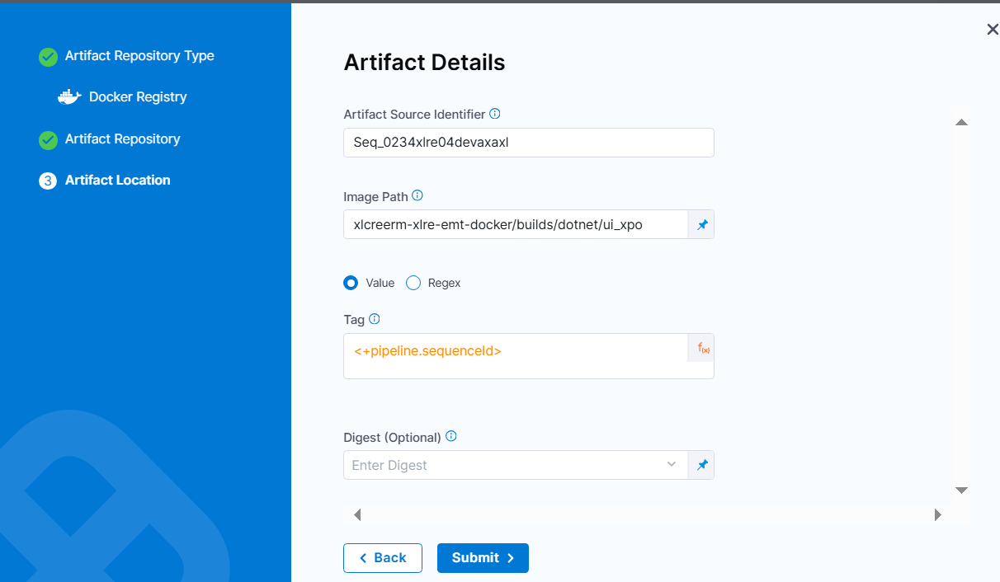 Artifact Repository Type
Docker Registry
Artifact Repository
3 Artifact Location
Artifact Details
Artifact Source Identifier
Seq_0234xlre04devaxaxl
Image Path
xlcreerm-xlre-emt-docker/builds/dotnet/ui_xpo
Value Regex
Tag
<+pipeline.sequenceId>
f(x)
Digest (Optional)
Enter Digest
Back Submit